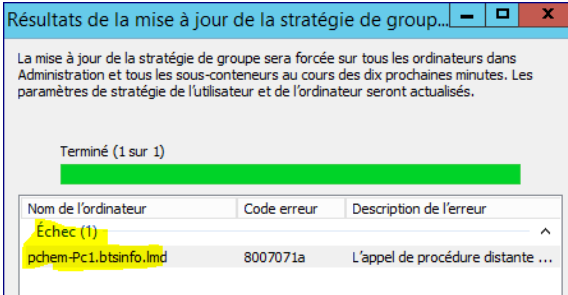 Résultats de la mise à jour de la stratégie de group...
La mise à jour de la stratégie de groupe sera forcée sur tous les ordinateurs dans
Administration et tous les sous-conteneurs au cours des dix prochaines minutes. Les
paramètres de stratégie de l'utilisateur et de l'ordinateur seront actualisés.
Terminé (1 sur 1)
Nom de l'ordinateur Code erreur Description de l'erreur
Échec (1)
pchem-Pc1.btsinfo.lmd 8007071a L'appel de procédure distante ...